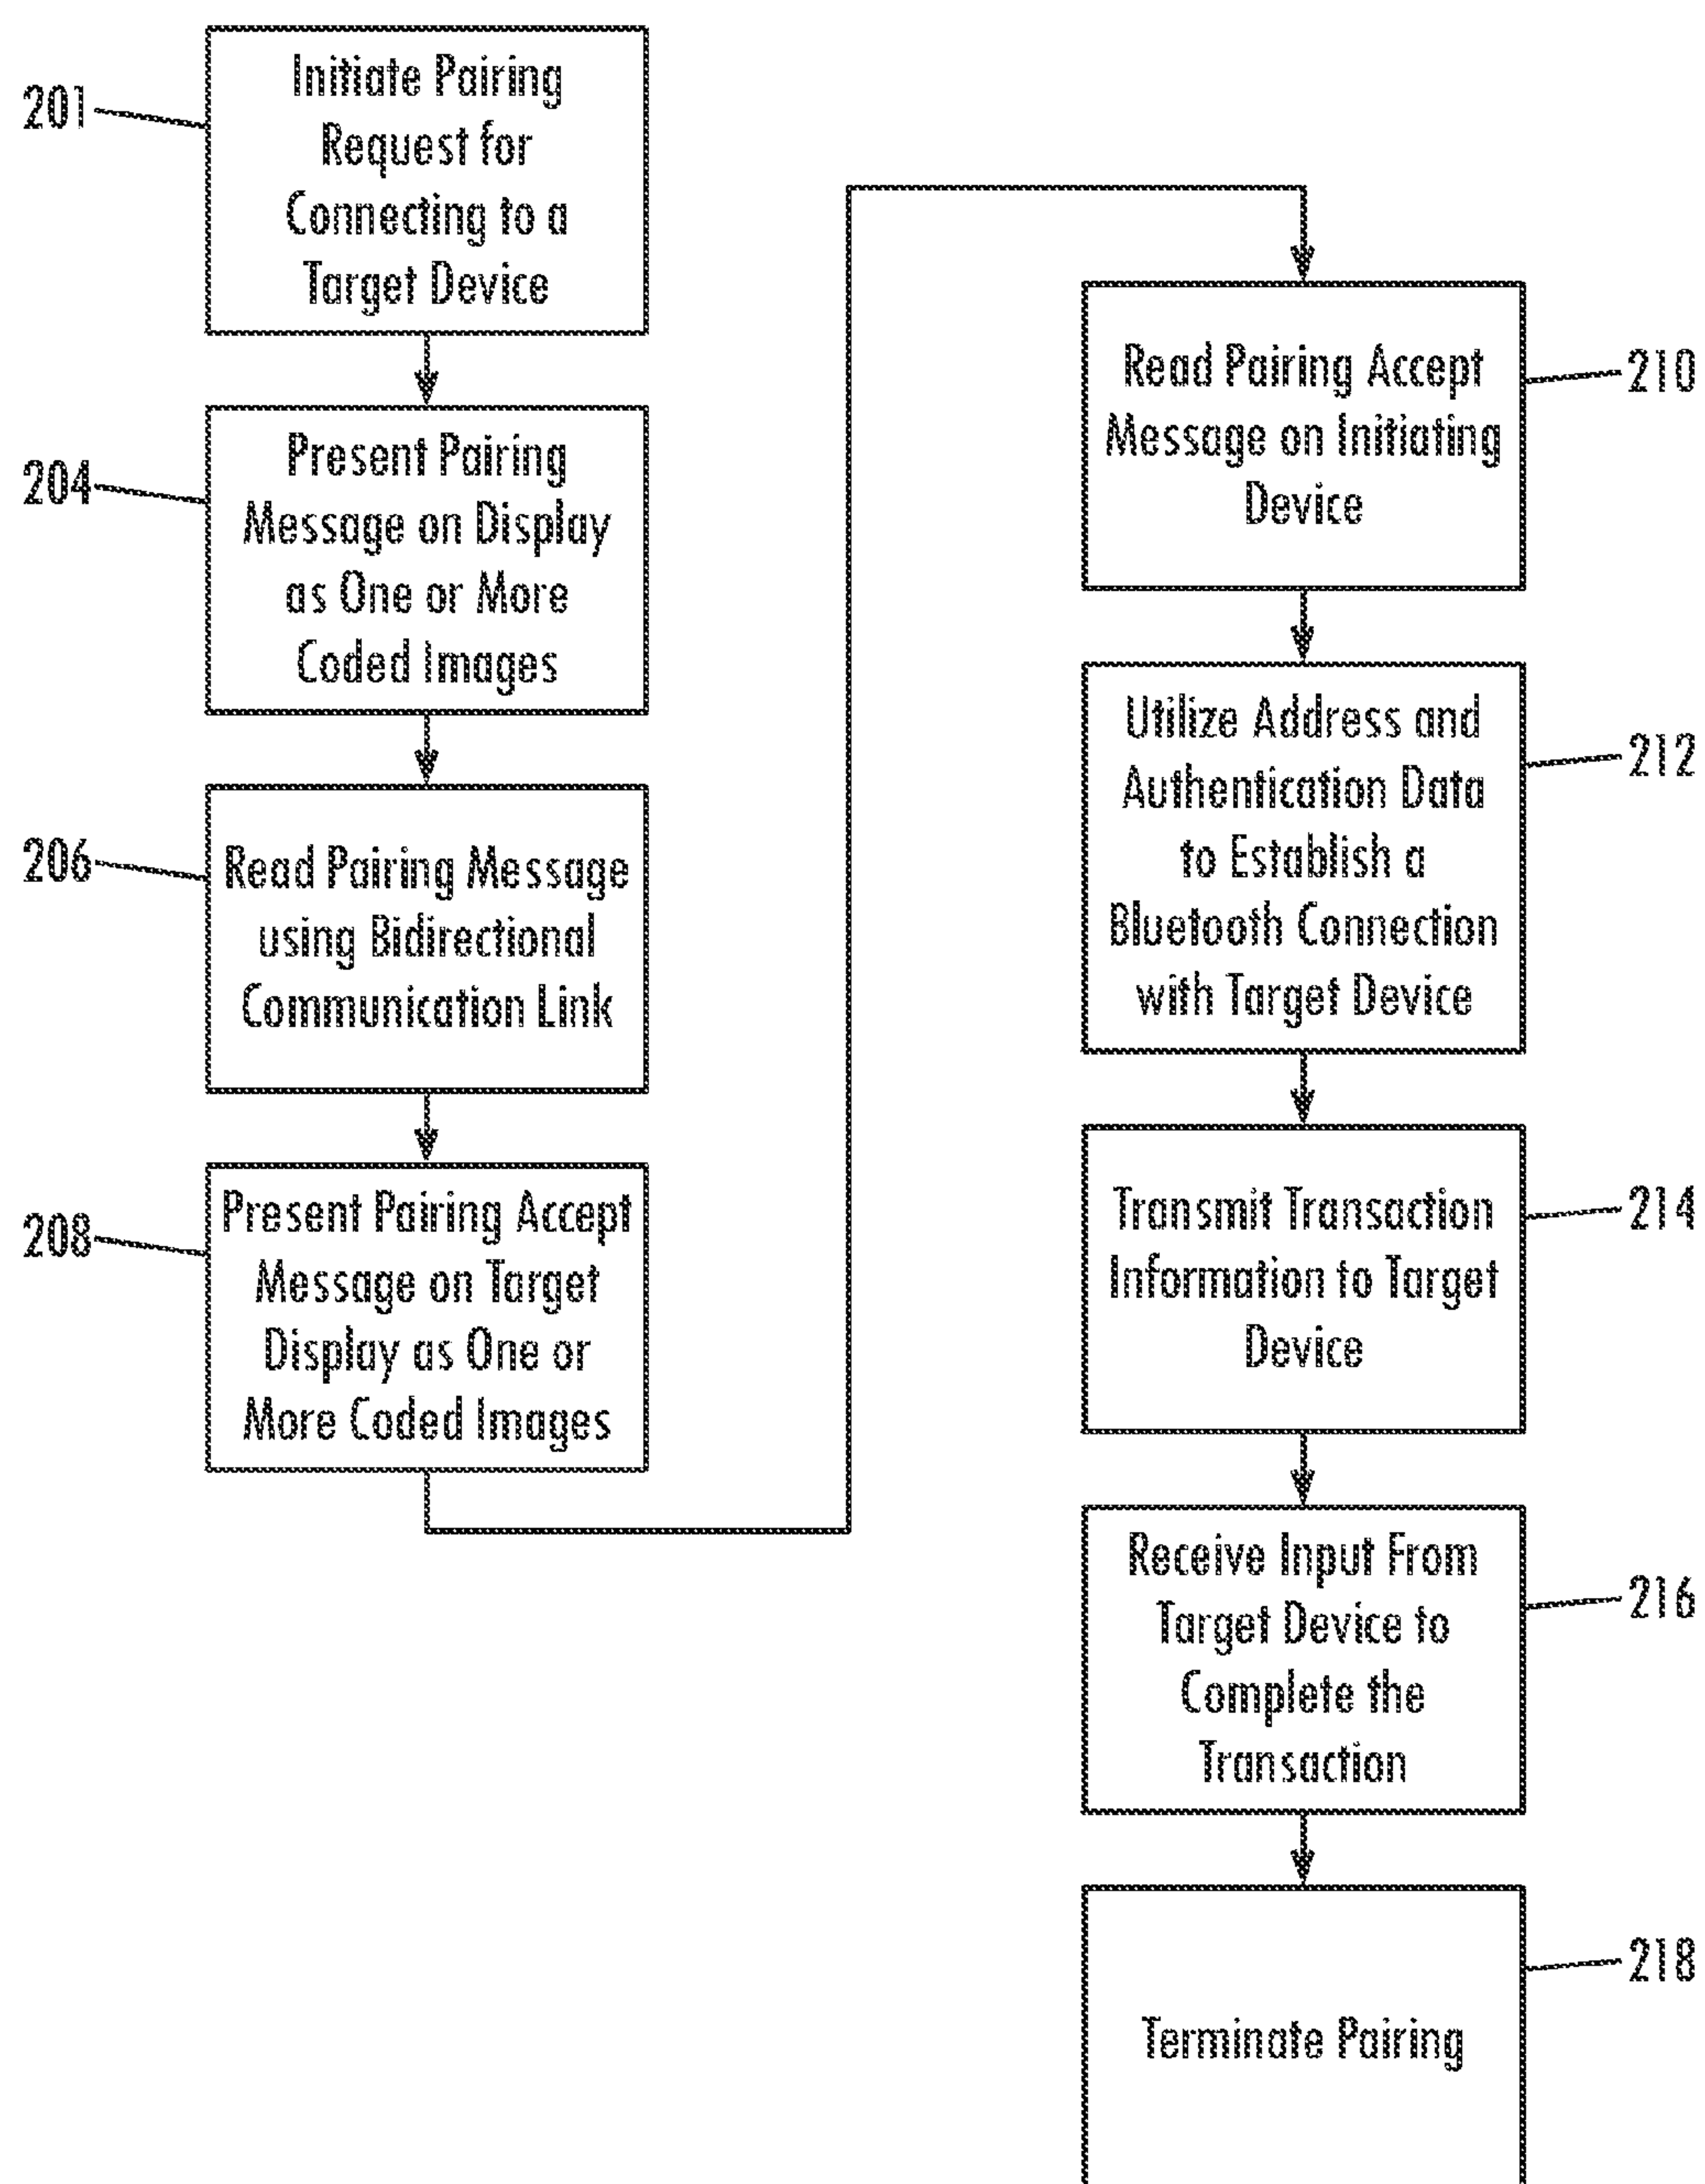 201
Initiate Pairing
Request for
Connecting to a
Target Device
204
Present Pairing
Message on Display
as One or More
Coded Images
206
Read Pairing Message
using Bidirectional
Communication Link
208
Present Pairing Accept
Message on Target
Display as One or
More Coded Images
Read Pairing Accept
Message on Initiating
Device
210
Utilize Address and
Authentication Data
to Establish a
Bluetooth Connection
with Target Device
212
Transmit Transaction
Information to Target
Device
214
Receive Input From
Target Device to
Complete the
Transaction
216
Terminate Pairing
218